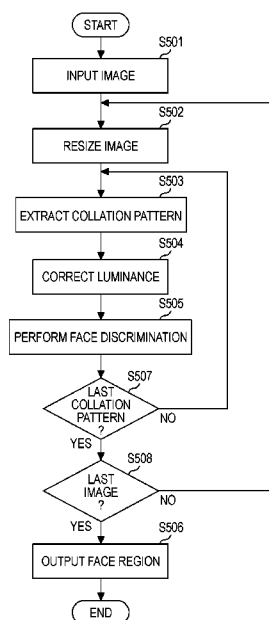 START
S501
INPUT IMAGE
S502
RESIZE IMAGE
S503
EXTRACT COLLATION PATTERN
S504
CORRECT LUMINANCE
S505
PERFORM FACE DISCRIMINATION
S507
LAST
COLLATION
PATTERN
?
NO
YES
S508
LAST
IMAGE
?
NO
YES
S506
OUTPUT FACE REGION
END